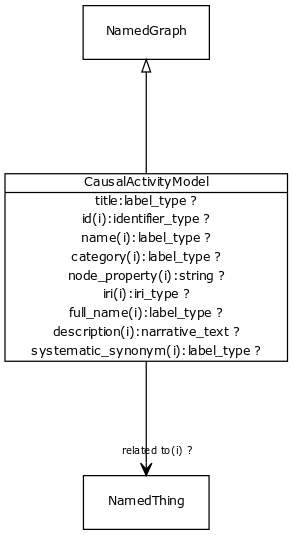 NamedGraph
CausalActivityModel
title:label_type ?
id(i):identifier_type ?
name(i):label_type ?
category(i):label_type ?
node_property(i):string ?
iri(i):iri_type ?
full_name(i):label_type ?
description(i):narrative_text ?
systematic_synonym(i):label_type ?
related to(i) ?
NamedThing